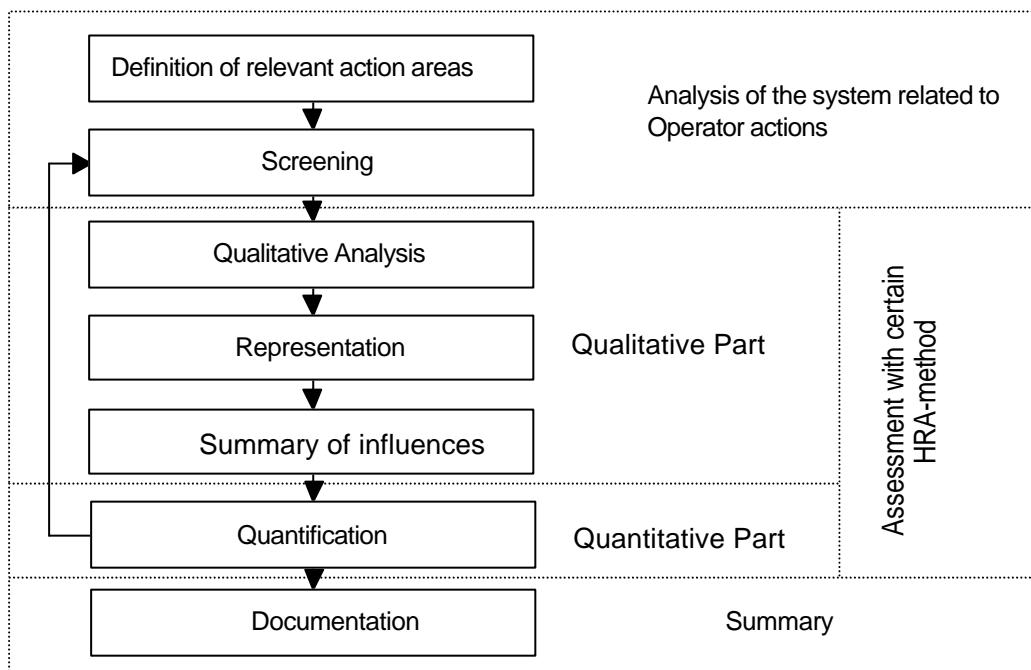 Definition of relevant action areas
Analysis of the system related to
Operator actions
Screening
Qualitative Analysis
Representation
Qualitative Part
Summary of influences
Assessment with certain
HRA-method
Quantification
Quantitative Part
Documentation
Summary